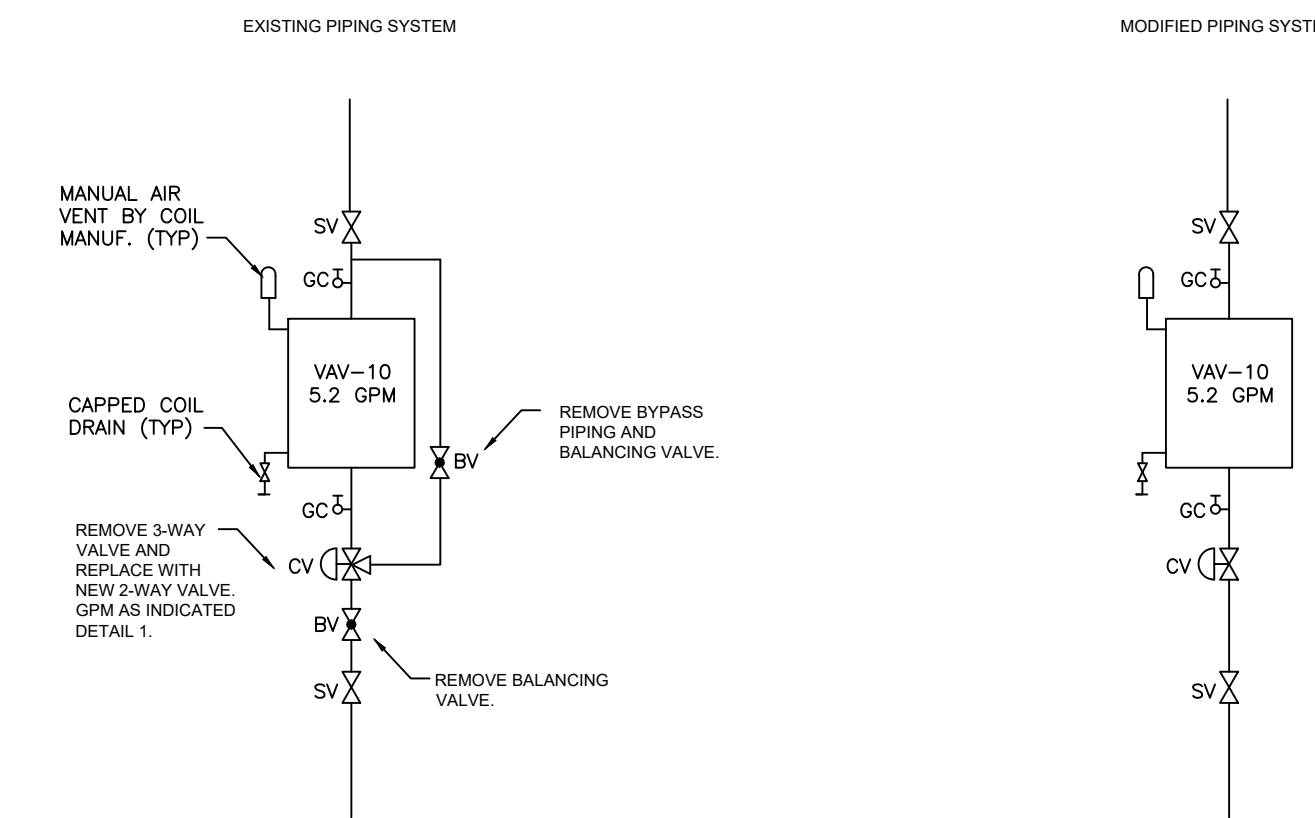 EXISTING PIPING SYSTEM
MANUAL AIR
VENT BY COIL
MANUF. (TYP)
SV
GC
VAV-10
5.2 GPM
CAPPED COIL
DRAIN (TYP)
BV
REMOVE BYPASS
PIPING AND
BALANCING VALVE.
GC
REMOVE 3-WAY
VALVE AND
REPLACE WITH
NEW 2-WAY VALVE.
GPM AS INDICATED
DETAIL 1.
CV
BV
SV
REMOVE BALANCING
VALVE.
MODIFIED PIPING
SV
GC
VAV-10
5.2 GPM
GC
CV
SV